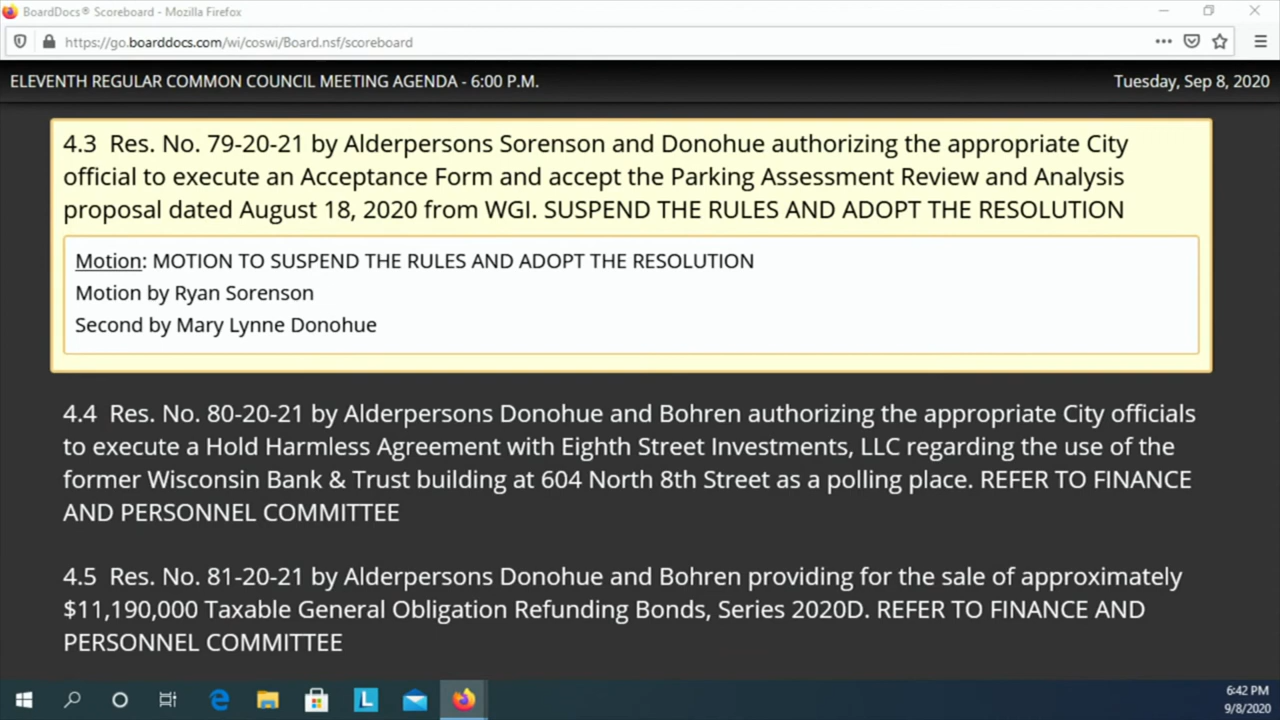 BoardDocs® Scoreboard - Mozilla Firefox
https://go.boarddocs.com/wi/coswi/Board.nsf/scoreboard
ELEVENTH REGULAR COMMON COUNCIL MEETING AGENDA - 6:00 P.M.
Tuesday, Sep 8, 2020
4.3 Res. No. 79-20-21 by Alderpersons Sorenson and Donohue authorizing the appropriate City
official to execute an Acceptance Form and accept the Parking Assessment Review and Analysis
proposal dated August 18, 2020 from WGI. SUSPEND THE RULES AND ADOPT THE RESOLUTION
Motion: MOTION TO SUSPEND THE RULES AND ADOPT THE RESOLUTION
Motion by Ryan Sorenson
Second by Mary Lynne Donohue
4.4 Res. No. 80-20-21 by Alderpersons Donohue and Bohren authorizing the appropriate City officials
to execute a Hold Harmless Agreement with Eighth Street Investments, LLC regarding the use of the
former Wisconsin Bank & Trust building at 604 North 8th Street as a polling place. REFER TO FINANCE
AND PERSONNEL COMMITTEE
4.5 Res. No. 81-20-21 by Alderpersons Donohue and Bohren providing for the sale of approximately
$11,190,000 Taxable General Obligation Refunding Bonds, Series 2020D. REFER TO FINANCE AND
PERSONNEL COMMITTEE
L
6:42 PM
9/8/2020